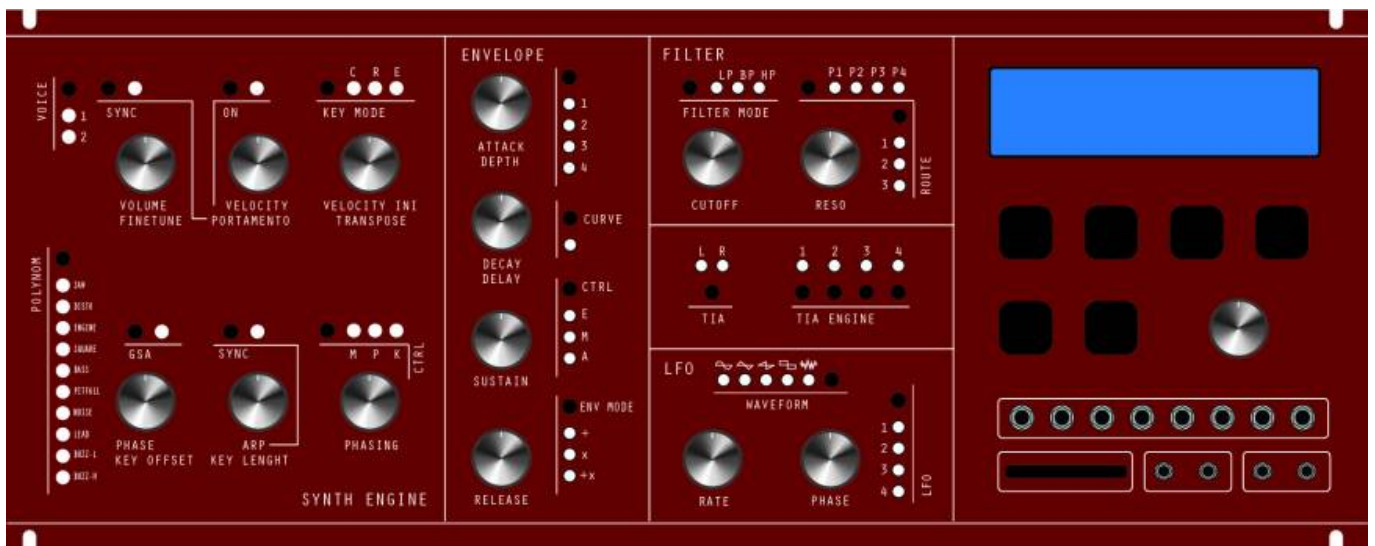 VOICE
1
2
SYNC
ON
C R E
KEY MODE
VOLUME
FINETUNE
VELOCITY
PORTAMENTO
VELOCITY INI
TRANSPOSE
POLYNOM
SAW
ENGINE
SQUARE
BASS
PITFALL
NOISE
LEAD
BUZZ-L
BUZZ-H
GSA
SYNC
M P K
CTRL
PHASE
KEY OFFSET
ARP
KEY LENGHT
PHASING
SYNTH ENGINE
ENVELOPE
ATTACK
DEPTH
1
2
3
4
DECAY
DELAY
CURVE
SUSTAIN
CTRL
E
M
A
RELEASE
ENV MODE
+
x
+x
FILTER
LP BP HP
FILTER MODE
P1 P2 P3 P4
CUTOFF
RESO
1
2
3
ROUTE
L R
TIA
1 2 3 4
TIA ENGINE
LFO
WAVEFORM
RATE
PHASE
1
2
3
4
LFO